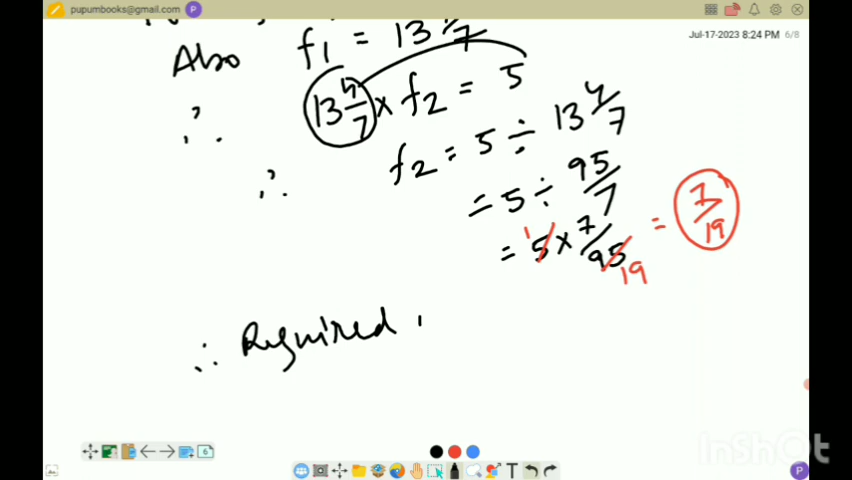 pupumbooks@gmail.com P
Jul-17-2023 8:24 PM 6/8
Also f1 = 13 4/7
∴ 13 4/7 × f2 = 5
∴ f2 = 5 ÷ 13 4/7
= 5 ÷ 95/7
= 5 × 7/95 = 7/19
1 19
∴ Required
6
T
P
InShOt